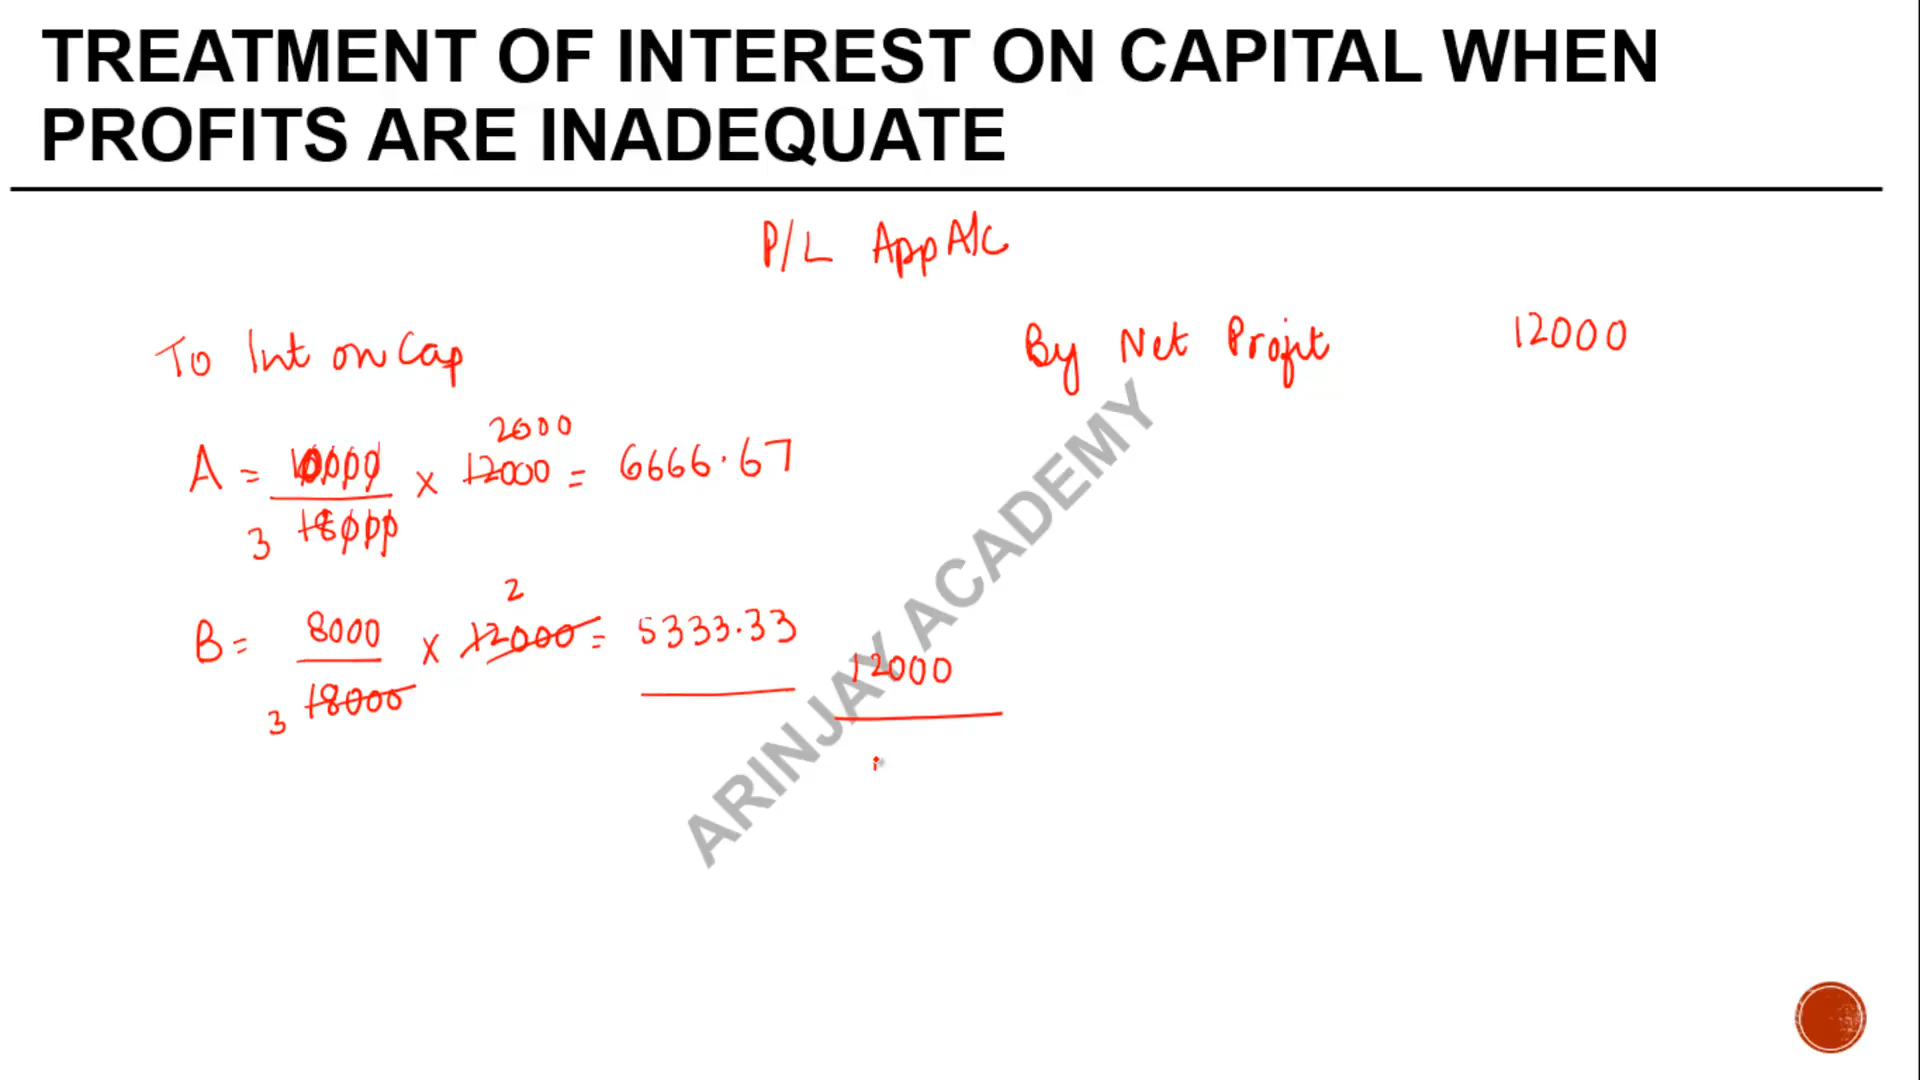 TREATMENT OF INTEREST ON CAPITAL WHEN
PROFITS ARE INADEQUATE
P/L App A/c
To Int on Cap
By Net Profit 12000
2000
A = 10000 × 12000 = 6666.67
3 18000
2
B = 8000 × 12000 = 5333.33
12000
3 18000
ARINJAY ACADEMY